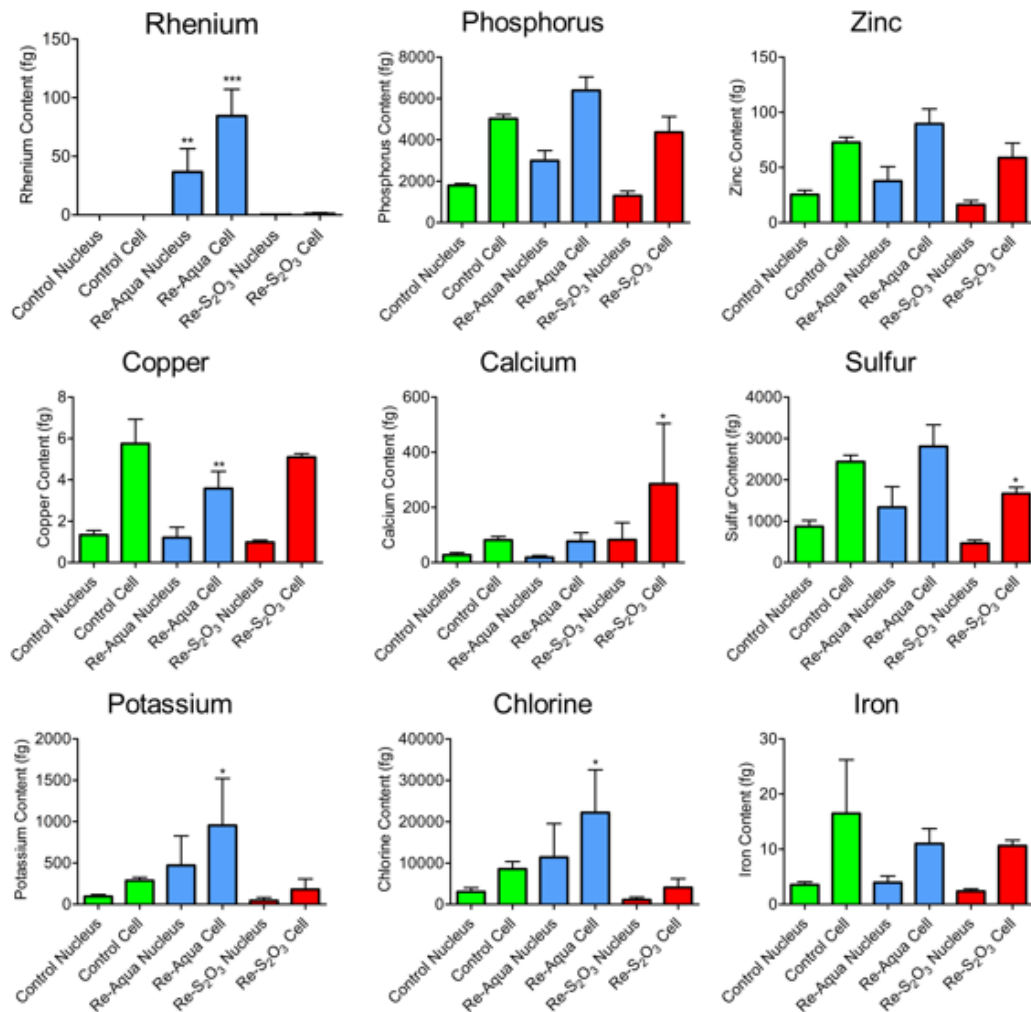 Rhenium
Rhenium Content (fg)
150
100
50
0
**
***
Control Nucleus
Control Cell
Re-Aqua Nucleus
Re-Aqua Cell
Re-S₂O₃ Nucleus
Re-S₂O₃ Cell
Phosphorus
Phosphorus Content (fg)
8000
6000
4000
2000
0
Control Nucleus
Control Cell
Re-Aqua Nucleus
Re-Aqua Cell
Re-S₂O₃ Nucleus
Re-S₂O₃ Cell
Zinc
Zinc Content (fg)
150
100
50
0
Control Nucleus
Control Cell
Re-Aqua Nucleus
Re-Aqua Cell
Re-S₂O₃ Nucleus
Re-S₂O₃ Cell
Copper
Copper Content (fg)
8
6
4
2
0
**
Control Nucleus
Control Cell
Re-Aqua Nucleus
Re-Aqua Cell
Re-S₂O₃ Nucleus
Re-S₂O₃ Cell
Calcium
Calcium Content (fg)
600
400
200
0
*
Control Nucleus
Control Cell
Re-Aqua Nucleus
Re-Aqua Cell
Re-S₂O₃ Nucleus
Re-S₂O₃ Cell
Sulfur
Sulfur Content (fg)
4000
3000
2000
1000
0
*
Control Nucleus
Control Cell
Re-Aqua Nucleus
Re-Aqua Cell
Re-S₂O₃ Nucleus
Re-S₂O₃ Cell
Potassium
Potassium Content (fg)
2000
1500
1000
500
0
*
Control Nucleus
Control Cell
Re-Aqua Nucleus
Re-Aqua Cell
Re-S₂O₃ Nucleus
Re-S₂O₃ Cell
Chlorine
Chlorine Content (fg)
40000
30000
20000
10000
0
*
Control Nucleus
Control Cell
Re-Aqua Nucleus
Re-Aqua Cell
Re-S₂O₃ Nucleus
Re-S₂O₃ Cell
Iron
Iron Content (fg)
30
20
10
0
Control Nucleus
Control Cell
Re-Aqua Nucleus
Re-Aqua Cell
Re-S₂O₃ Nucleus
Re-S₂O₃ Cell